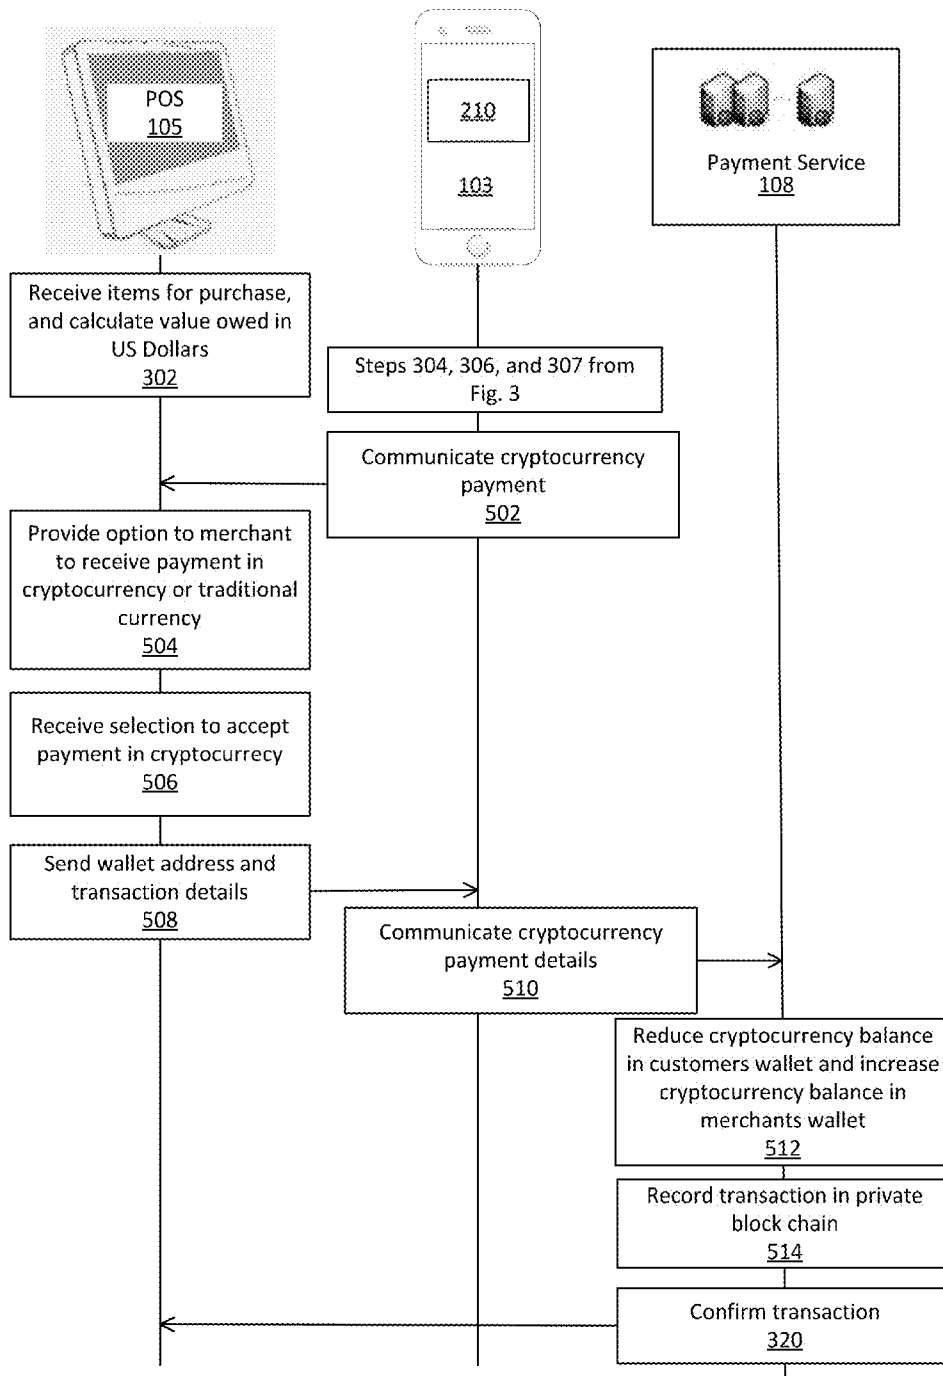 POS
105
210
103
Payment Service
108
Receive items for purchase,
and calculate value owed in
US Dollars
302
Steps 304, 306, and 307 from
Fig. 3
Communicate cryptocurrency
payment
502
Provide option to merchant
to receive payment in
cryptocurrency or traditional
currency
504
Receive selection to accept
payment in cryptocurrecy
506
Send wallet address and
transaction details
508
Communicate cryptocurrency
payment details
510
Reduce cryptocurrency balance
in customers wallet and increase
cryptocurrency balance in
merchants wallet
512
Record transaction in private
block chain
514
Confirm transaction
320